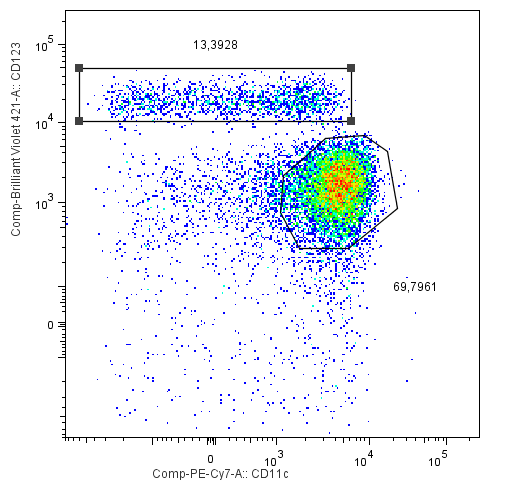 13,3928
10^5
10^4
10^3
0
Comp-Brilliant Violet 421-A:: CD123
69,7961
0 10^3 10^4 10^5
Comp-PE-Cy7-A:: CD11c